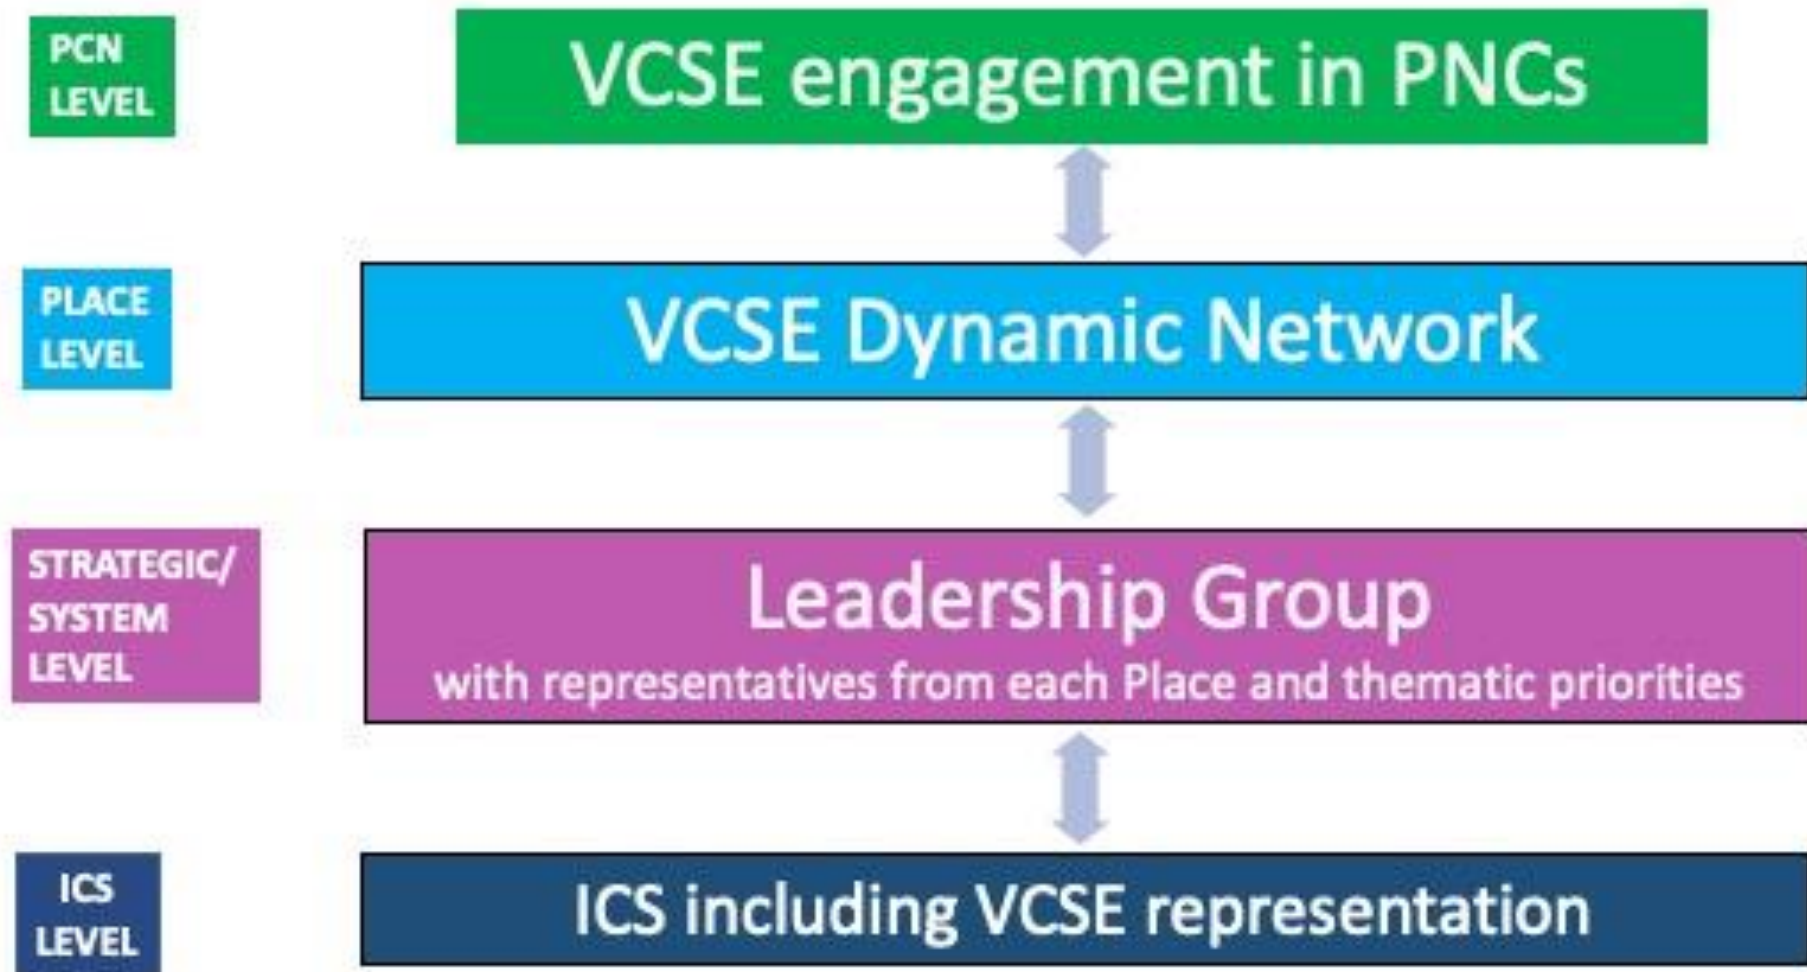 PCN
LEVEL
VCSE engagement in PNCs
PLACE
LEVEL
VCSE Dynamic Network
STRATEGIC/
SYSTEM
LEVEL
Leadership Group
with representatives from each Place and thematic priorities
ICS
LEVEL
ICS including VCSE representation